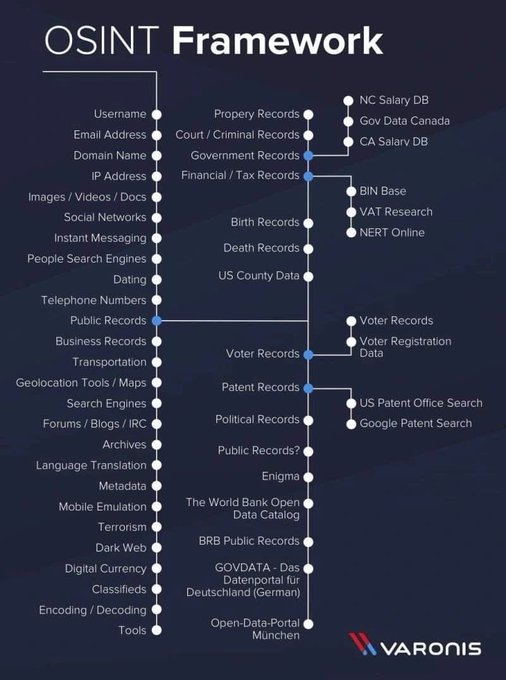 OSINT Framework
Username
Email Address
Domain Name
IP Address
Images / Videos / Docs
Social Networks
Instant Messaging
People Search Engines
Dating
Telephone Numbers
Public Records
Business Records
Transportation
Geolocation Tools / Maps
Search Engines
Forums / Blogs / IRC
Archives
Language Translation
Metadata
Mobile Emulation
Terrorism
Dark Web
Digital Currency
Classifieds
Encoding / Decoding
Tools
Propery Records
Court / Criminal Records
Government Records
Financial / Tax Records
Birth Records
Death Records
US County Data
Voter Records
Patent Records
Political Records
Public Records?
Enigma
The World Bank Open
Data Catalog
BRB Public Records
GOVDATA - Das
Datenportal für
Deutschland (German)
Open-Data-Portal
München
NC Salary DB
Gov Data Canada
CA Salary DB
BIN Base
VAT Research
NERT Online
Voter Records
Voter Registration
Data
US Patent Office Search
Google Patent Search
VARONIS